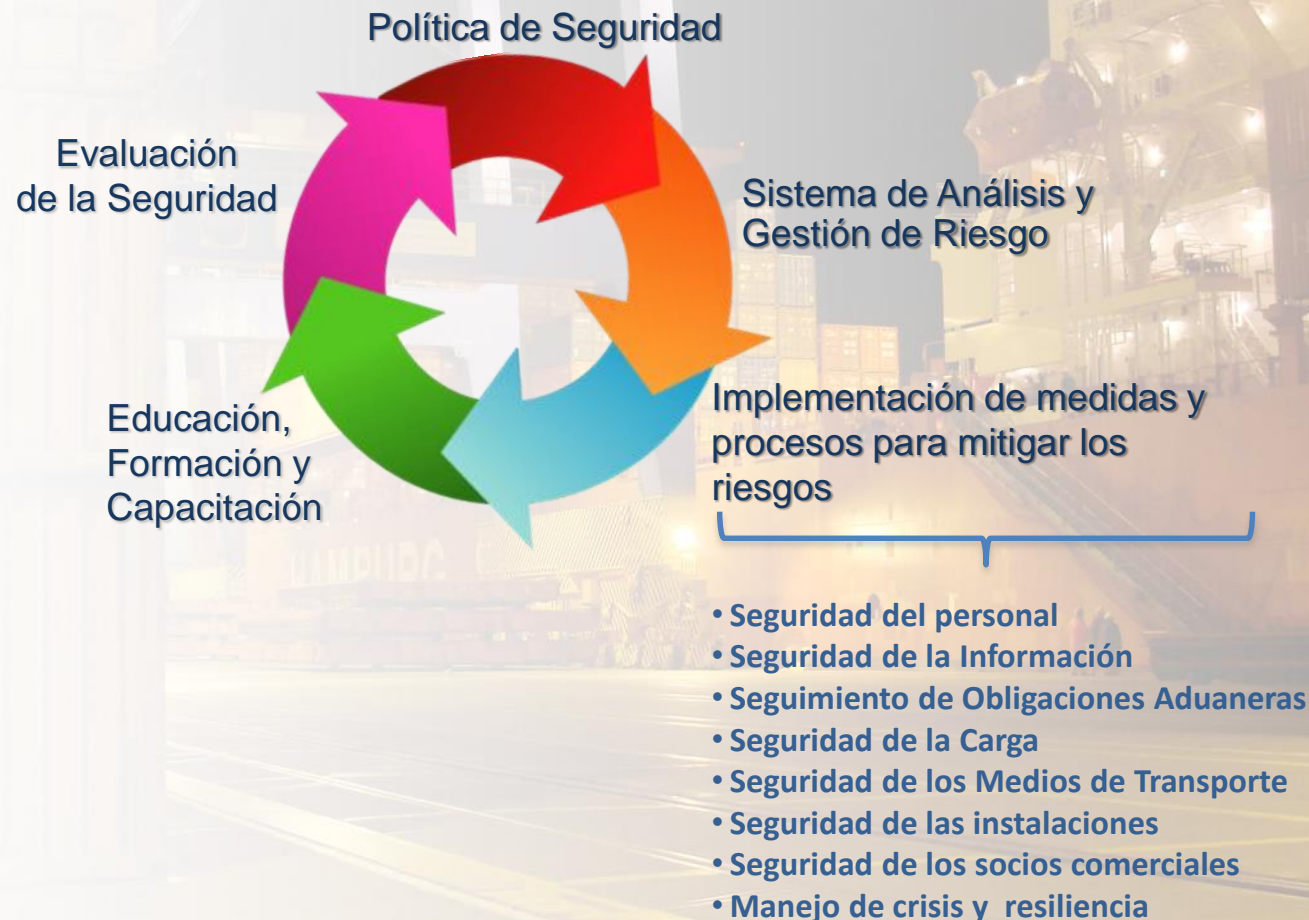 Política de Seguridad
Evaluación
de la Seguridad
Sistema de Análisis y
Gestión de Riesgo
Implementación de medidas y
procesos para mitigar los
riesgos
Educación,
Formación y
Capacitación
HAMBURG
• Seguridad del personal
• Seguridad de la Información
• Seguimiento de Obligaciones Aduaneras
• Seguridad de la Carga
• Seguridad de los Medios de Transporte
• Seguridad de las instalaciones
• Seguridad de los socios comerciales
• Manejo de crisis y resiliencia